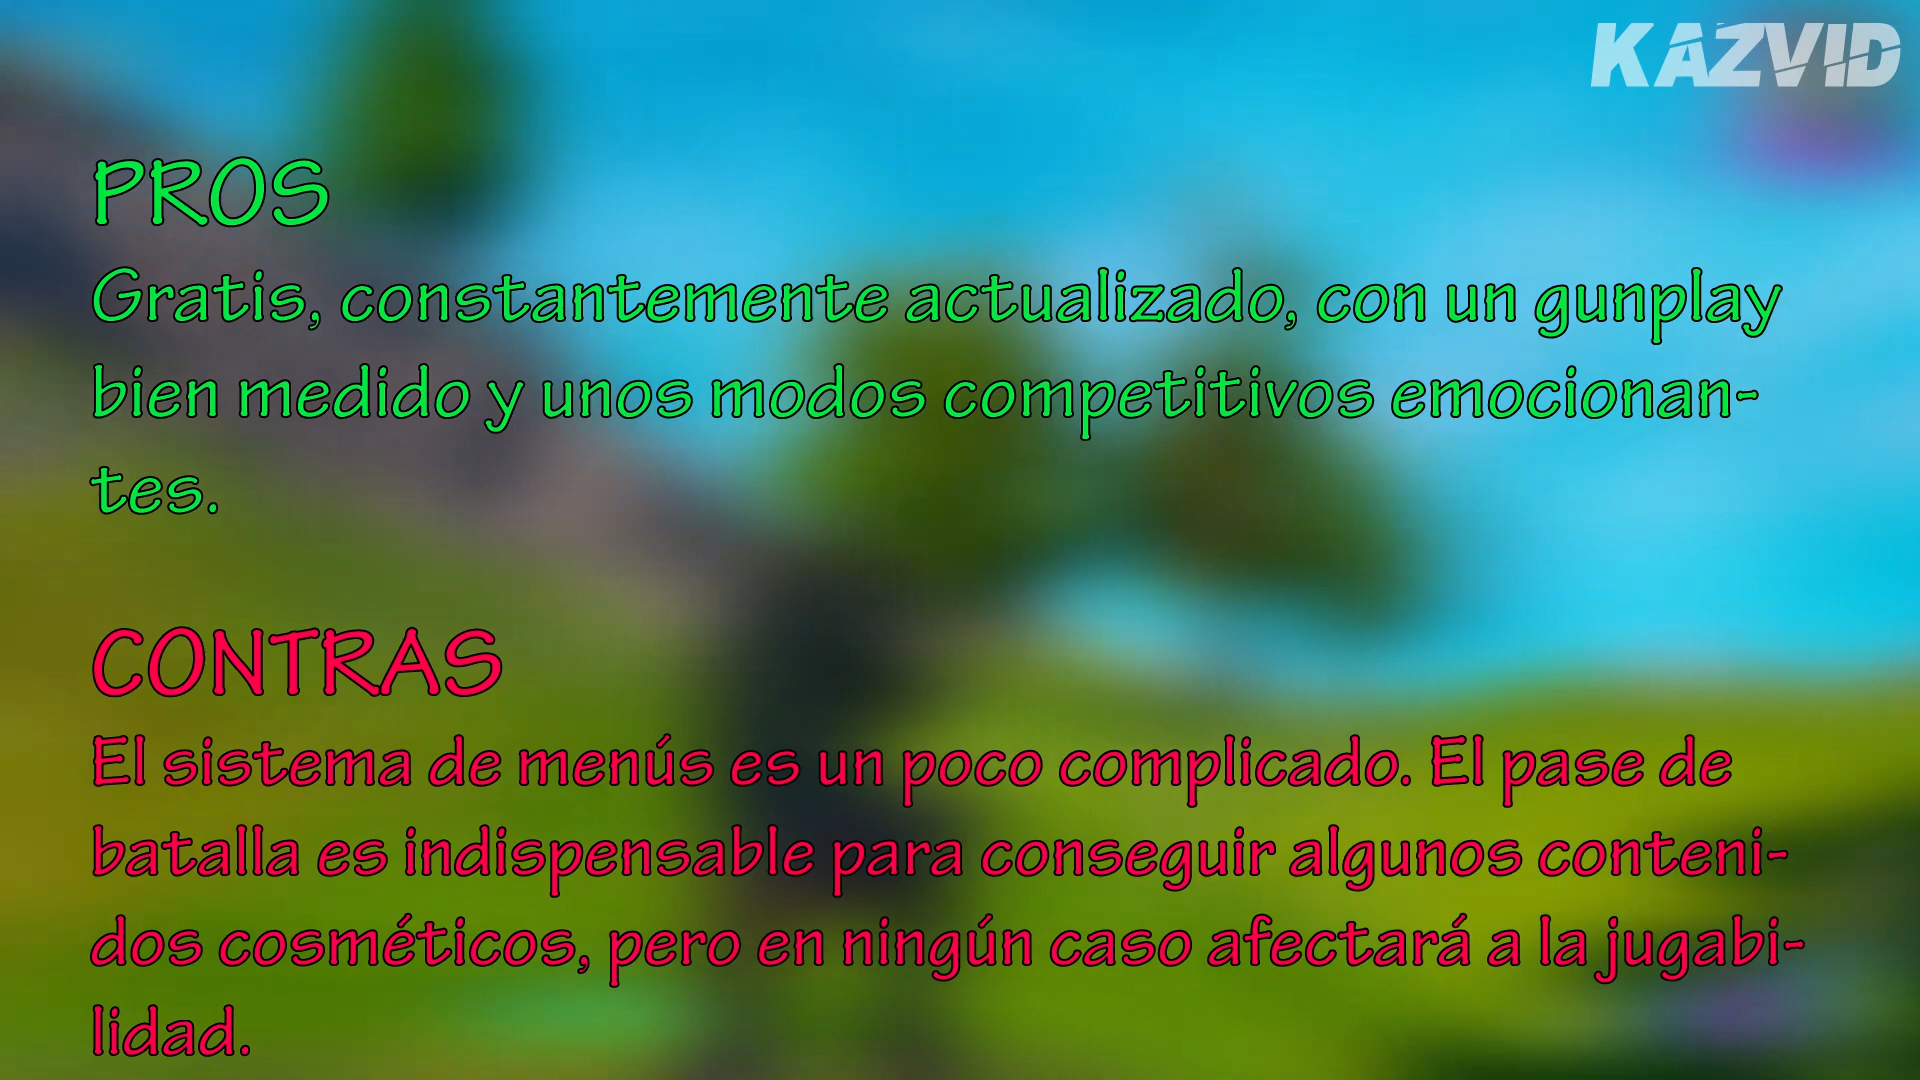 KAZVID
PROS
Gratis, constantemente actualizado, con un gunplay
bien medido y unos modos competitivos emocionan-
tes.
CONTRAS
El sistema de menús es un poco complicado. El pase de
batalla es indispensable para conseguir algunos conteni-
dos cosméticos, pero en ningún caso afectará a la jugabi-
lidad.